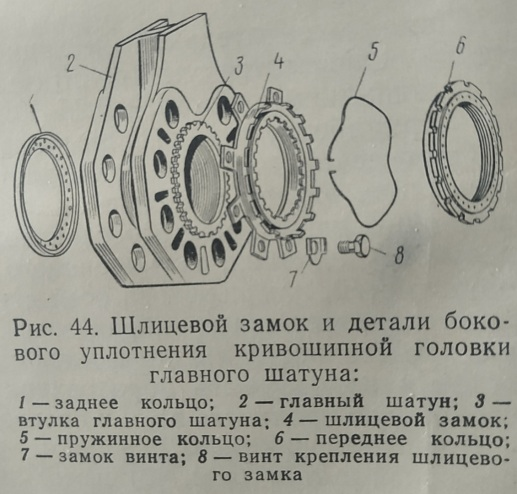 2
3
4
5
6
7
8
Рис. 44. Шлицевой замок и детали боко-
вого уплотнения кривошипной головки
главного шатуна:
1 — заднее кольцо; 2 — главный шатун; 3 —
втулка главного шатуна; 4 — шлицевой замок;
5 — пружинное кольцо; 6 — переднее кольцо;
7 — замок винта; 8 — винт крепления шлицево-
го замка